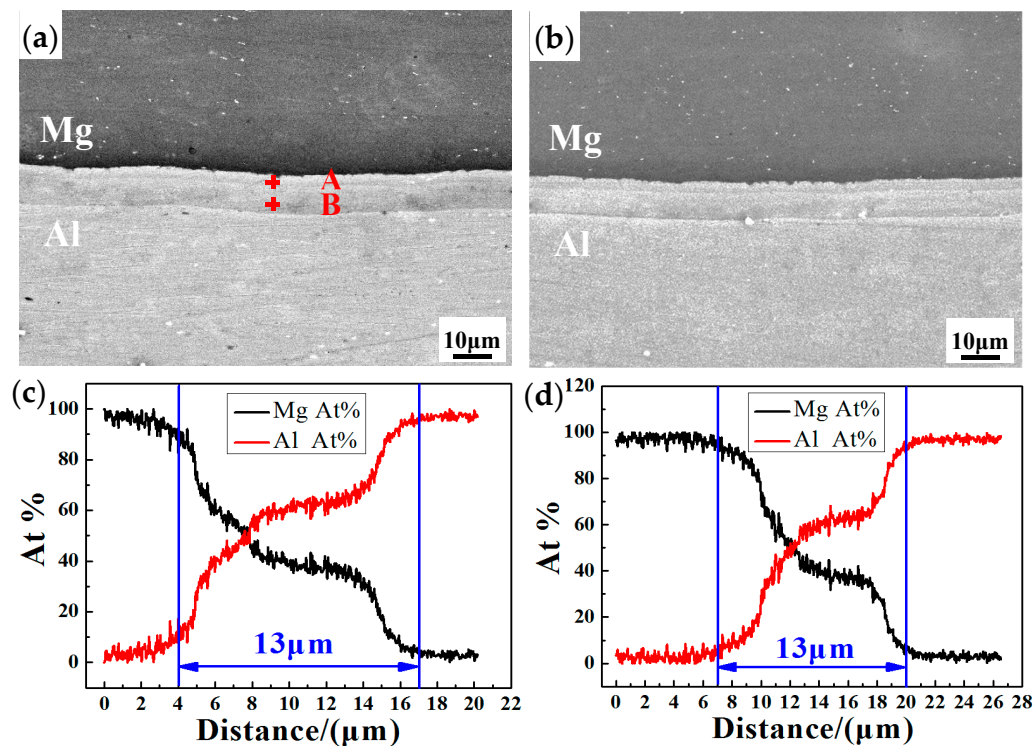 (a)
Mg
A
B
Al
10μm
(b)
Mg
Al
10μm
(c)
100
80
60
40
20
0
At %
Mg At%
Al At%
13μm
0 2 4 6 8 10 12 14 16 18 20 22
Distance/(μm)
(d)
120
100
80
60
40
20
0
At %
Mg At%
Al At%
13μm
0 2 4 6 8 10 12 14 16 18 20 22 24 26 28
Distance/(μm)